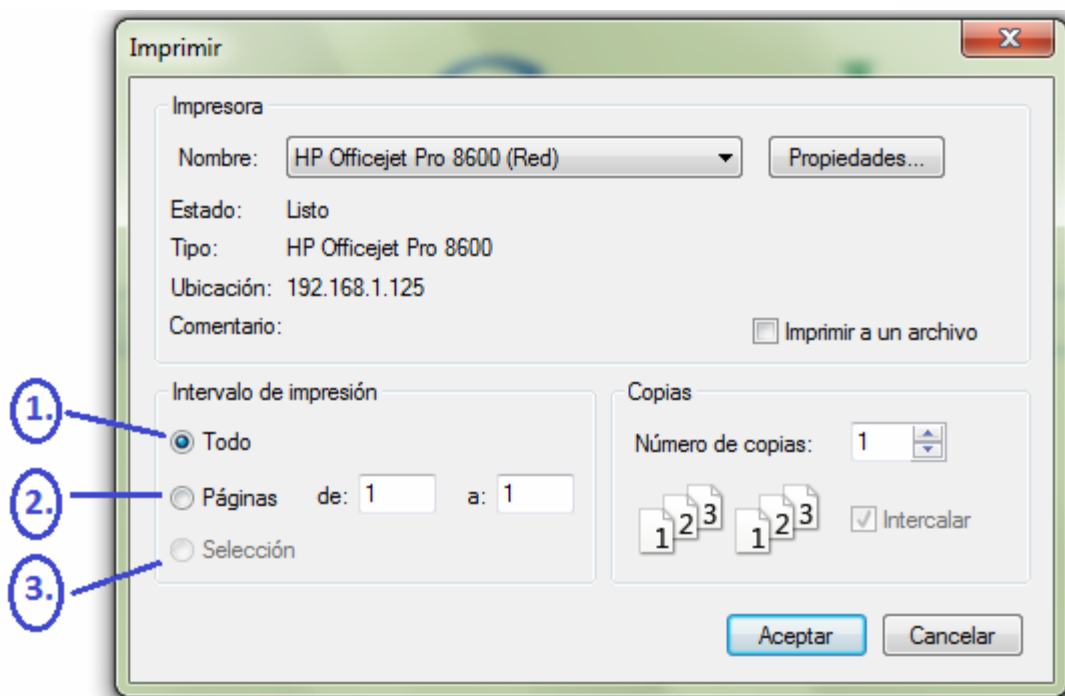 Imprimir
Impresora
Nombre: HP Officejet Pro 8600 (Red) Propiedades...
Estado: Listo
Tipo: HP Officejet Pro 8600
Ubicación: 192.168.1.125
Comentario: Imprimir a un archivo
Intervalo de impresión
1. Todo
2. Páginas de: 1 a: 1
3. Selección
Copias
Número de copias: 1
1 2 3 1 2 3 Intercalar
Aceptar Cancelar